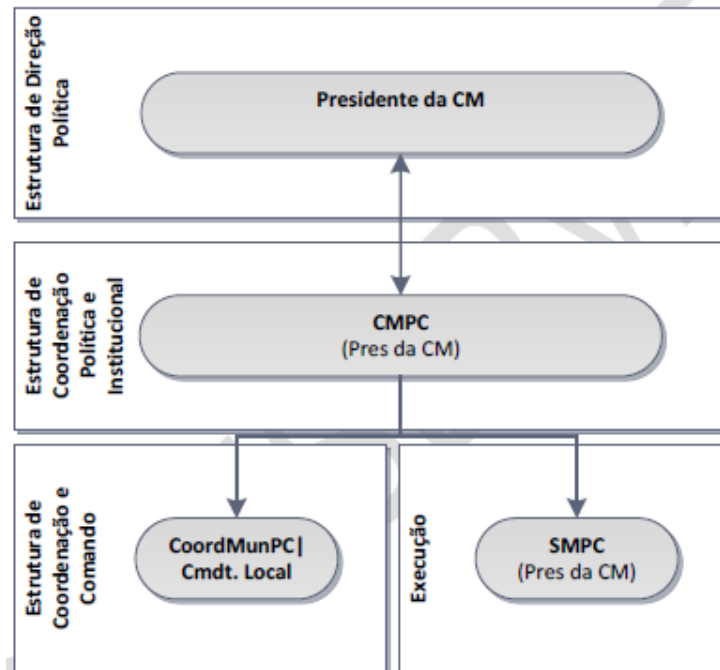 Estrutura de Direção
Política
Presidente da CM
Estrutura de
Coordenação
Política e
Institucional
CMPC
(Pres da CM)
Estrutura de
Coordenação e
Comando
CoordMunPC|
Cmdt. Local
Execução
SMPC
(Pres da CM)